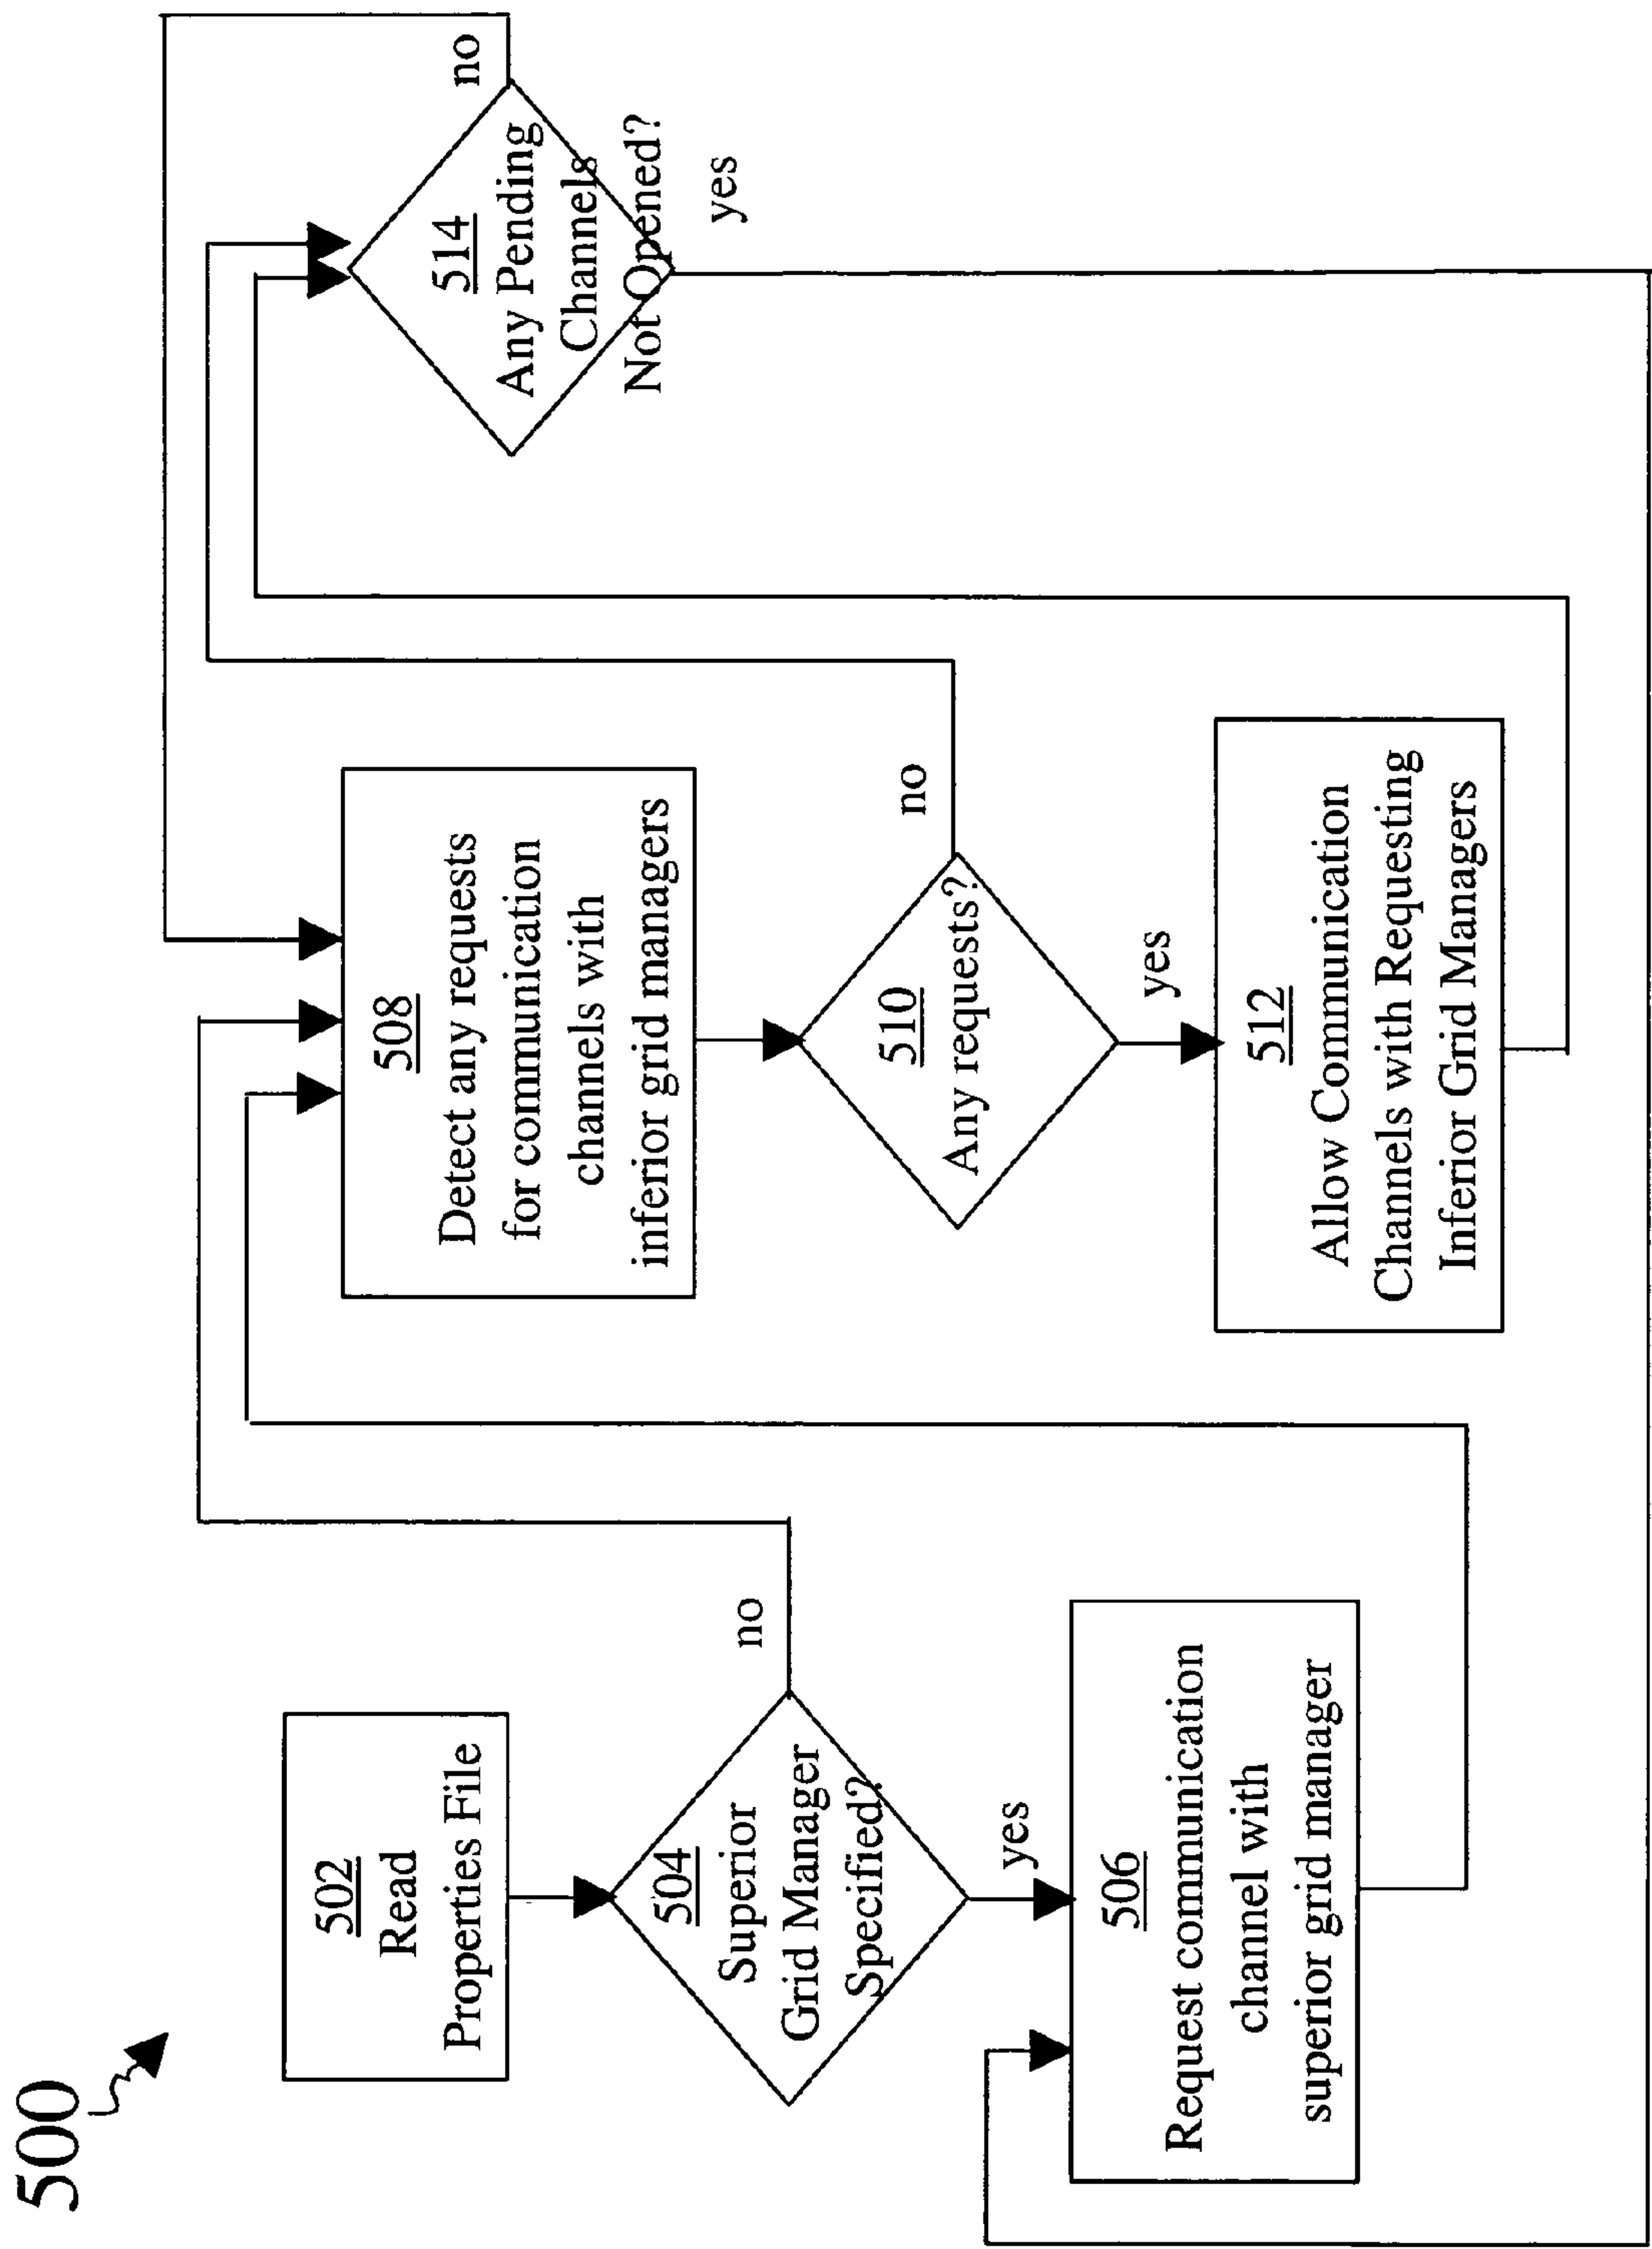 500
502
Read
Properties File
504
Superior
Grid Manager
Specified?
no
yes
506
Request communication
channel with
superior grid manager
508
Detect any requests
for communication
channels with
inferior grid managers
510
Any requests?
no
yes
512
Allow Communication
Channels with Requesting
Inferior Grid Managers
514
Any Pending
Channels
Not Opened?
no
yes